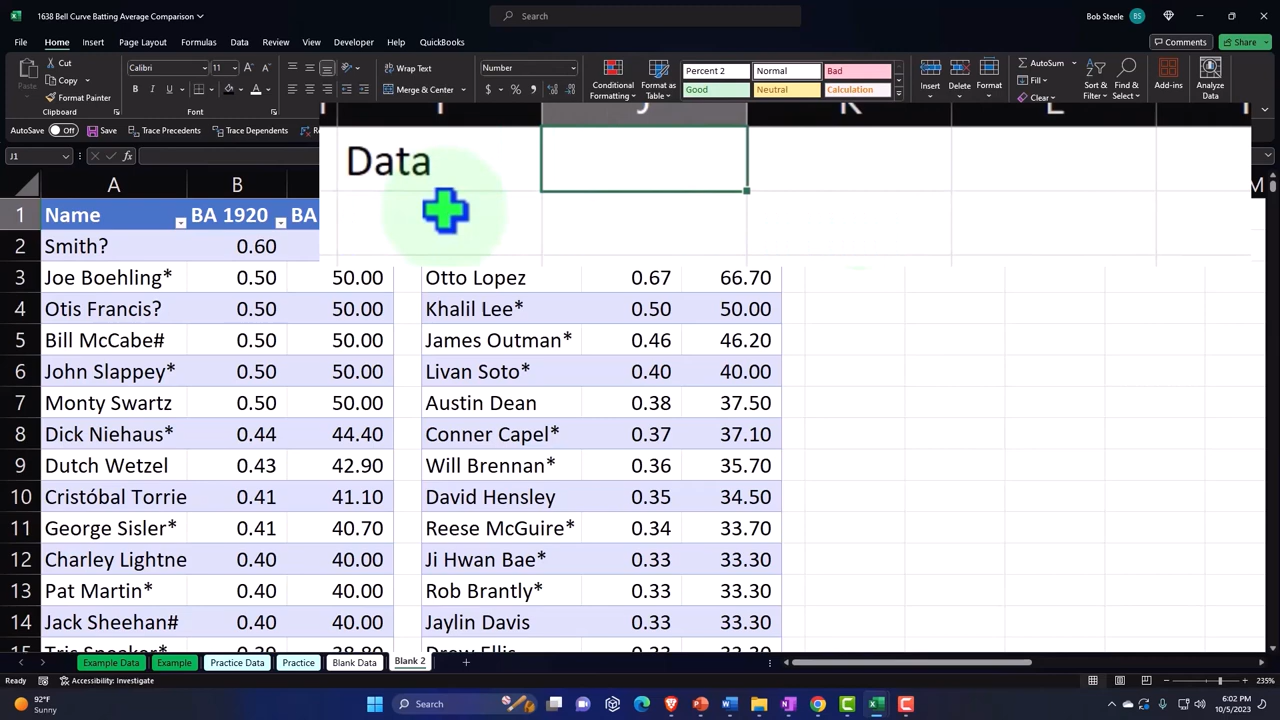 1638 Bell Curve Batting Average Comparison
Search
Bob Steele BS
File Home Insert Page Layout Formulas Data Review View Developer Help QuickBooks Comments Share
Cut
Copy
Format Painter
Calibri 11
B I U
Wrap Text
Merge & Center
Number
Conditional Formatting
Format as Table
Percent 2 Normal Bad
Good Neutral Calculation
Insert Delete Format
AutoSum
Fill
Clear
Add-ins
Analyze Data
AutoSave Off Save Trace Precedents Trace Dependents
J1 fx
Data
A B M
1 Name BA 1920 BA
2 Smith? 0.60
3 Joe Boehling* 0.50 50.00 Otto Lopez 0.67 66.70
4 Otis Francis? 0.50 50.00 Khalil Lee* 0.50 50.00
5 Bill McCabe# 0.50 50.00 James Outman* 0.46 46.20
6 John Slappey* 0.50 50.00 Livan Soto* 0.40 40.00
7 Monty Swartz 0.50 50.00 Austin Dean 0.38 37.50
8 Dick Niehaus* 0.44 44.40 Conner Capel* 0.37 37.10
9 Dutch Wetzel 0.43 42.90 Will Brennan* 0.36 35.70
10 Cristóbal Torrie 0.41 41.10 David Hensley 0.35 34.50
11 George Sisler* 0.41 40.70 Reese McGuire* 0.34 33.70
12 Charley Lightne 0.40 40.00 Ji Hwan Bae* 0.33 33.30
13 Pat Martin* 0.40 40.00 Rob Brantly* 0.33 33.30
14 Jack Sheehan# 0.40 40.00 Jaylin Davis 0.33 33.30
15 Tris Speaker* 0.39 38.80 Drew Ellis 0.33 33.30
Example Data Example Practice Data Practice Blank Data Blank 2
Ready Accessibility: Investigate 235%
92°F
Sunny
Search
6:02 PM
10/5/2023